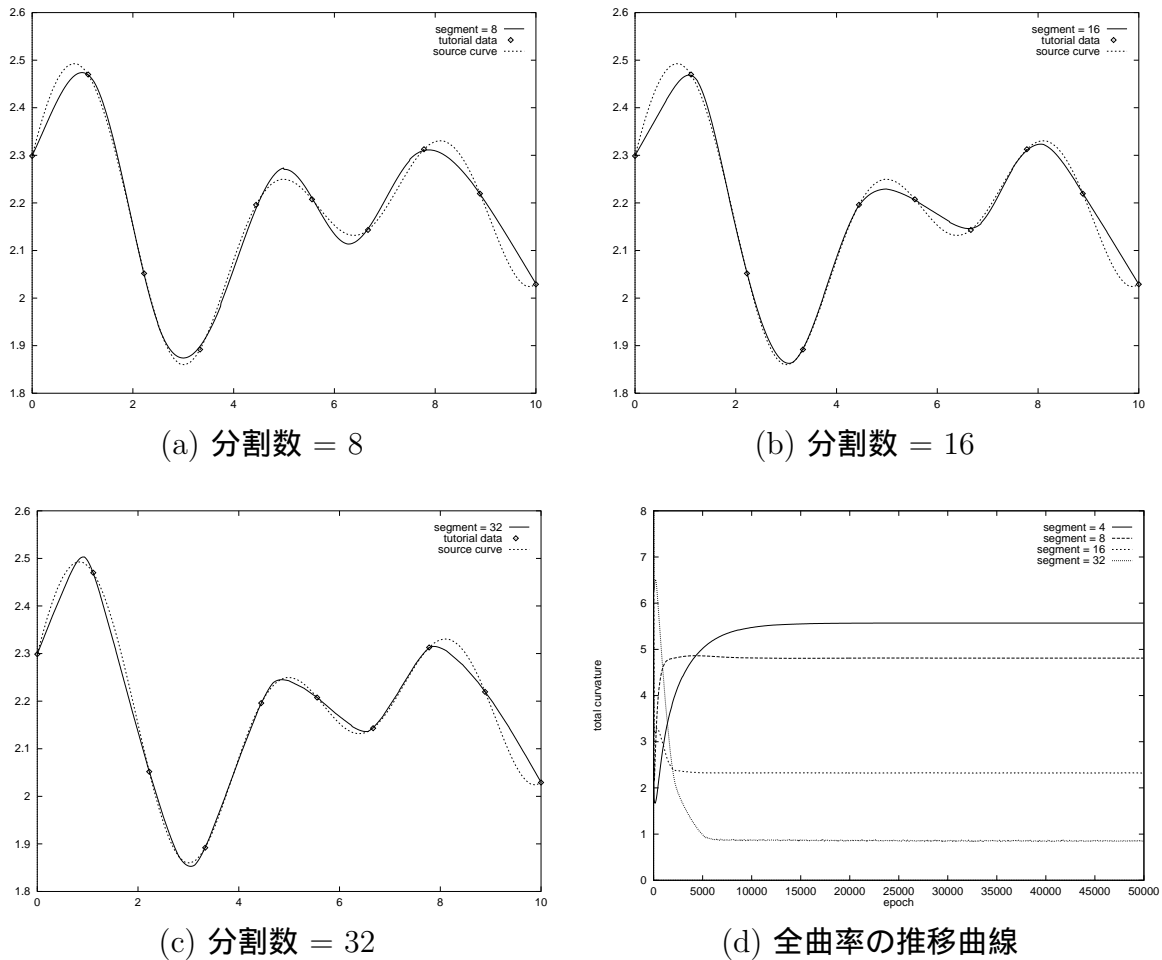 2.6
2.5
2.4
2.3
2.2
2.1
2
1.9
1.8
0 2 4 6 8 10
segment = 8
tutorial data
source curve
(a) 分割数 = 8
2.6
2.5
2.4
2.3
2.2
2.1
2
1.9
1.8
0 2 4 6 8 10
segment = 16
tutorial data
source curve
(b) 分割数 = 16
2.6
2.5
2.4
2.3
2.2
2.1
2
1.9
1.8
0 2 4 6 8 10
segment = 32
tutorial data
source curve
(c) 分割数 = 32
8
7
6
5
4
3
2
1
0
total curvature
0 5000 10000 15000 20000 25000 30000 35000 40000 45000 50000
epoch
segment = 4
segment = 8
segment = 16
segment = 32
(d) 全曲率の推移曲線